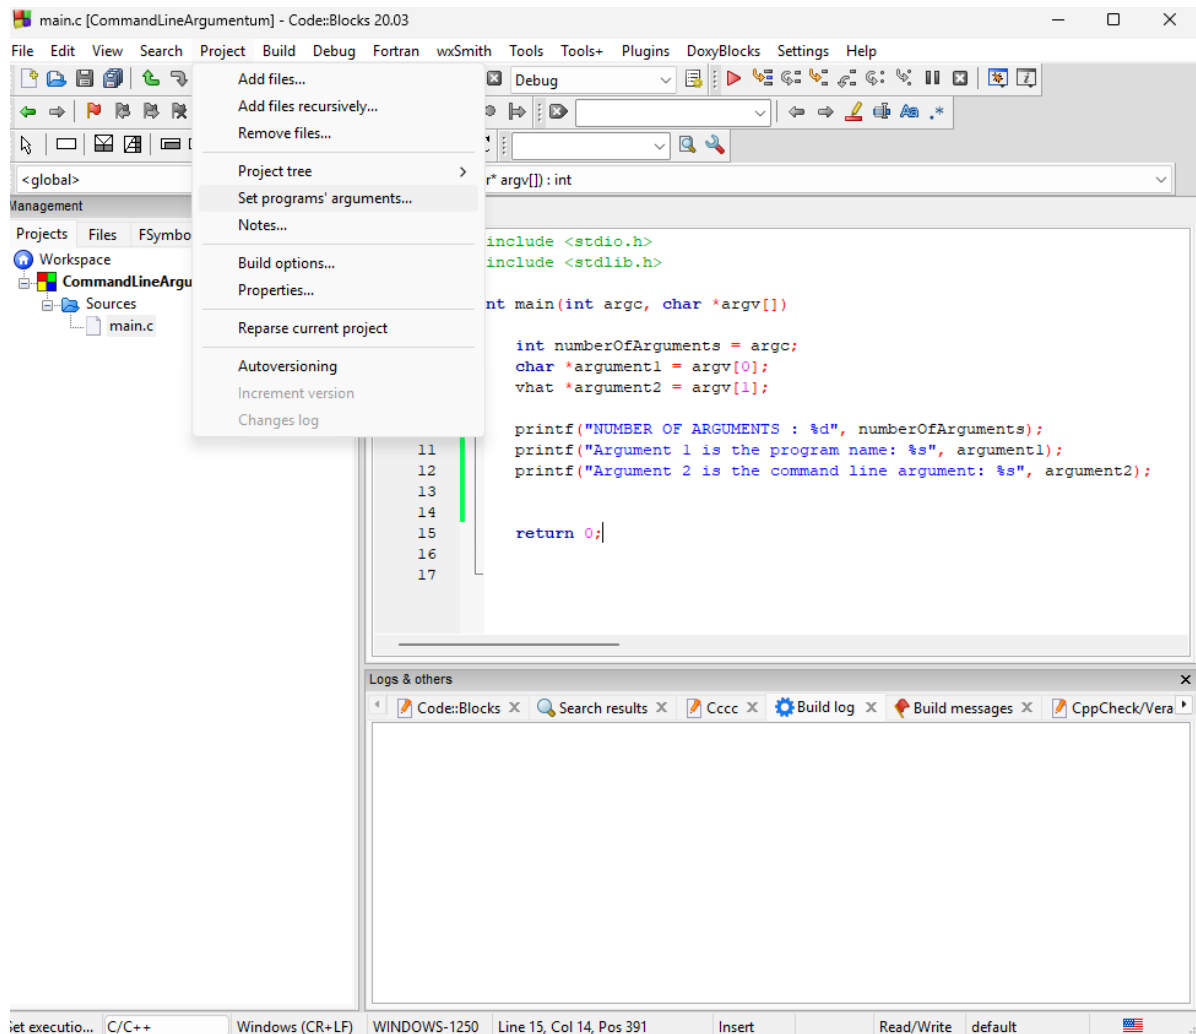 main.c [CommandLineArgumentum] - Code::Blocks 20.03
File Edit View Search Project Build Debug Fortran wxSmith Tools Tools+ Plugins DoxyBlocks Settings Help
Add files...
Add files recursively...
Remove files...
Project tree
Set programs' arguments...
Notes...
Build options...
Properties...
Reparse current project
Autoversioning
Increment version
Changes log
Debug
<global>
r* argv[]) : int
Management
Projects Files FSymbo
Workspace
CommandLineArgu
Sources
main.c
include <stdio.h>
include <stdlib.h>
nt main(int argc, char *argv[])
int numberOfArguments = argc;
char *argument1 = argv[0];
vhat *argument2 = argv[1];
printf("NUMBER OF ARGUMENTS : %d", numberOfArguments);
11 printf("Argument 1 is the program name: %s", argument1);
12 printf("Argument 2 is the command line argument: %s", argument2);
13
14
15 return 0;
16
17
Logs & others
Code::Blocks Search results Cccc Build log Build messages CppCheck/Vera
Set executio... C/C++ Windows (CR+LF) WINDOWS-1250 Line 15, Col 14, Pos 391 Insert Read/Write default